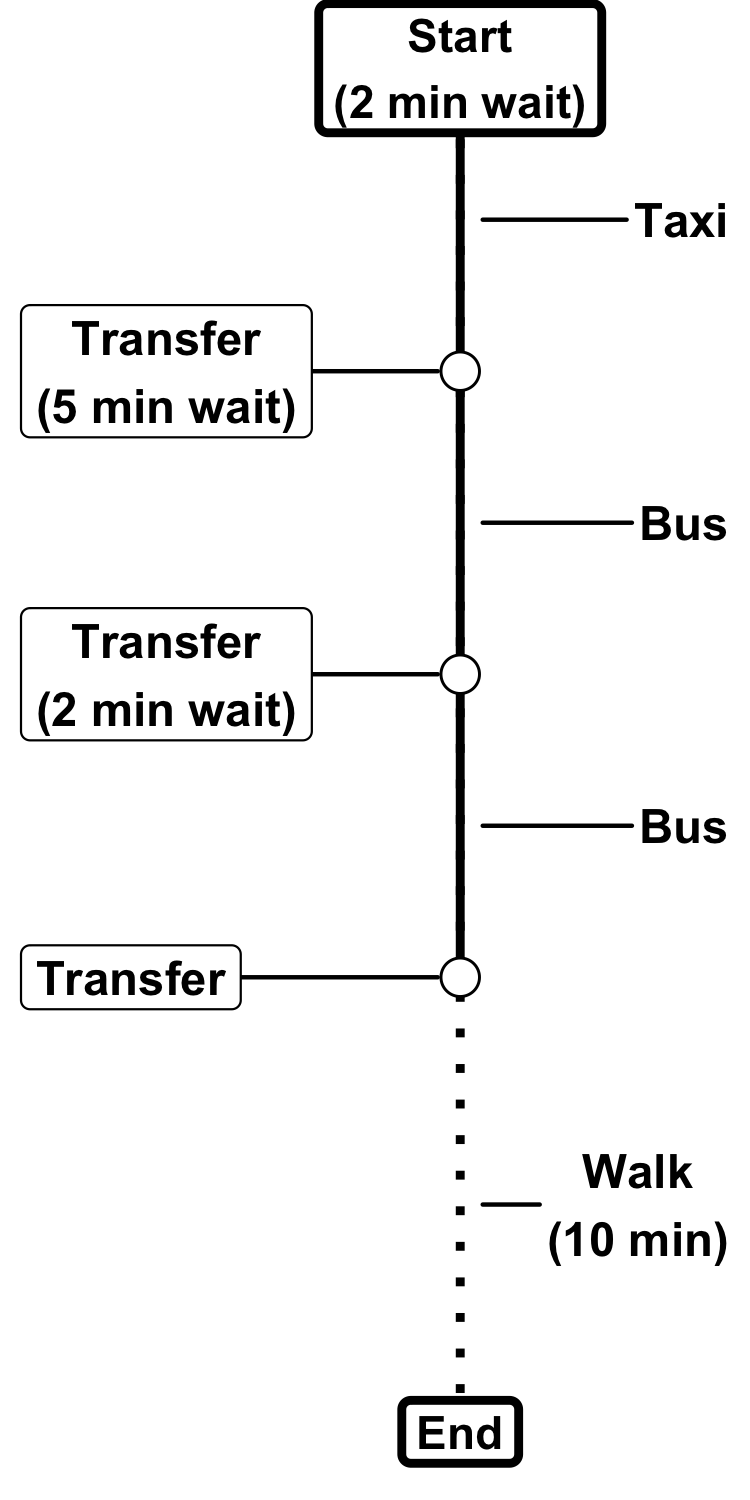 Start
(2 min wait)
Taxi
Transfer
(5 min wait)
Bus
Transfer
(2 min wait)
Bus
Transfer
Walk
(10 min)
End